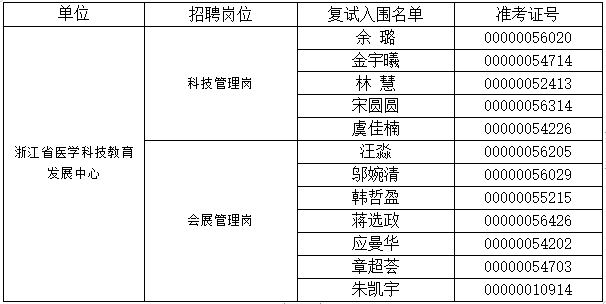 单位 招聘岗位 复试入围名单 准考证号
浙江省医学科技教育
发展中心
科技管理岗
余 璐 00000056020
金宇曦 00000054714
林 慧 00000052413
宋圆圆 00000056314
虞佳楠 00000054226
会展管理岗
汪淼 00000056205
邬婉清 00000056029
韩哲盈 00000055215
蒋选政 00000056426
应曼华 00000054202
章超荟 00000054703
朱凯宇 00000010914